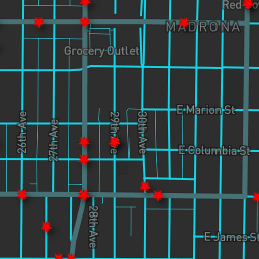 Red
MADRONA
Grocery Outlet
E Marion St
26th Ave
27th Ave
29th Ave
30th Ave
E Columbia St
28th Ave
E James St